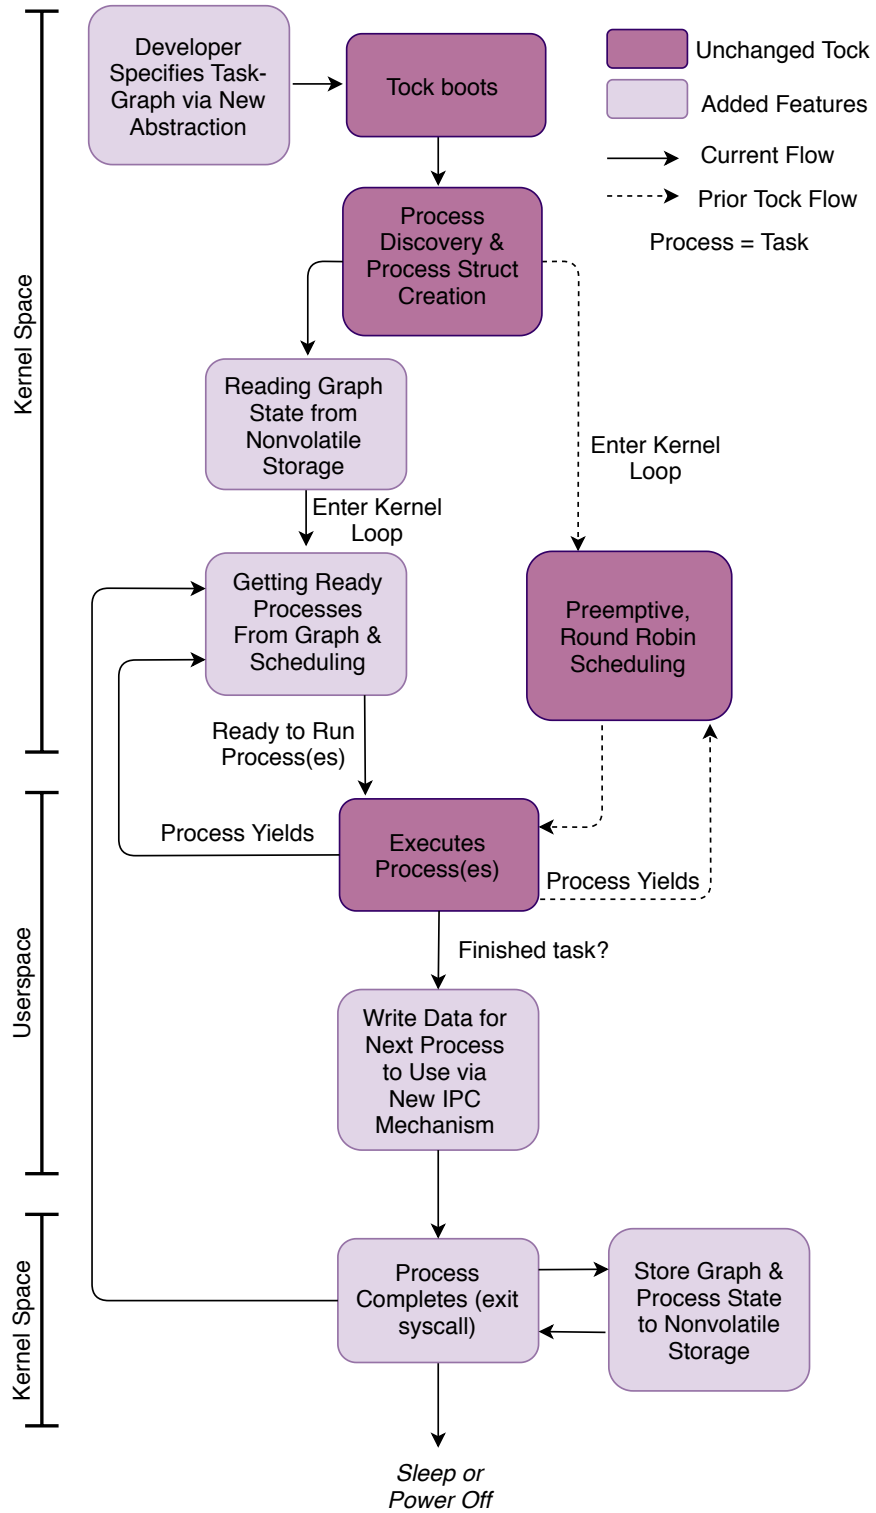 Developer
Specifies Task-
Graph via New
Abstraction
Tock boots
Unchanged Tock
Added Features
Current Flow
Prior Tock Flow
Process = Task
Process
Discovery &
Process Struct
Creation
Kernel Space
Reading Graph
State from
Nonvolatile
Storage
Enter Kernel
Loop
Enter Kernel
Loop
Getting Ready
Processes
From Graph &
Scheduling
Preemptive,
Round Robin
Scheduling
Ready to Run
Process(es)
Process Yields
Executes
Process(es)
Process Yields
Finished task?
Userspace
Write Data for
Next Process
to Use via
New IPC
Mechanism
Kernel Space
Process
Completes (exit
syscall)
Store Graph &
Process State
to Nonvolatile
Storage
Sleep or
Power Off